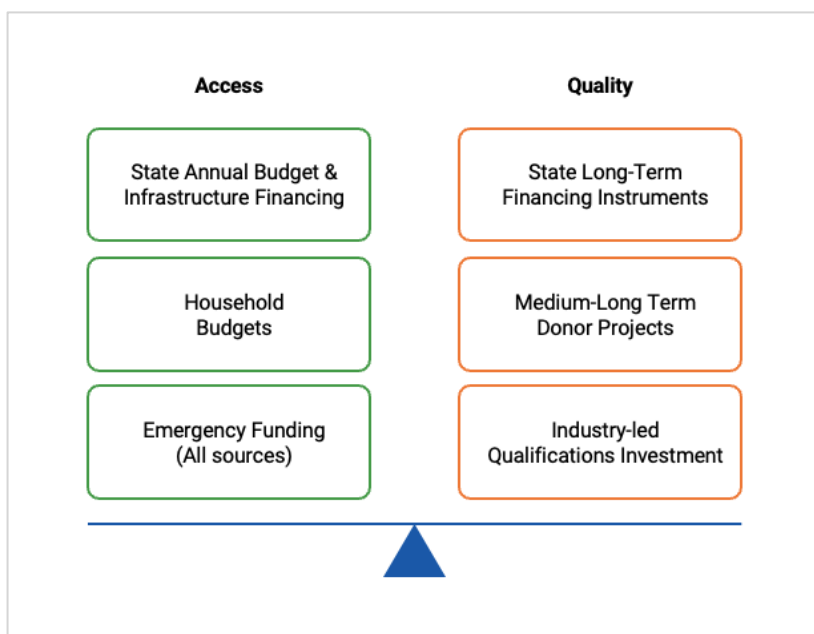 Access
State Annual Budget &
Infrastructure Financing
Household
Budgets
Emergency Funding
(All sources)
Quality
State Long-Term
Financing Instruments
Medium-Long Term
Donor Projects
Industry-led
Qualifications Investment